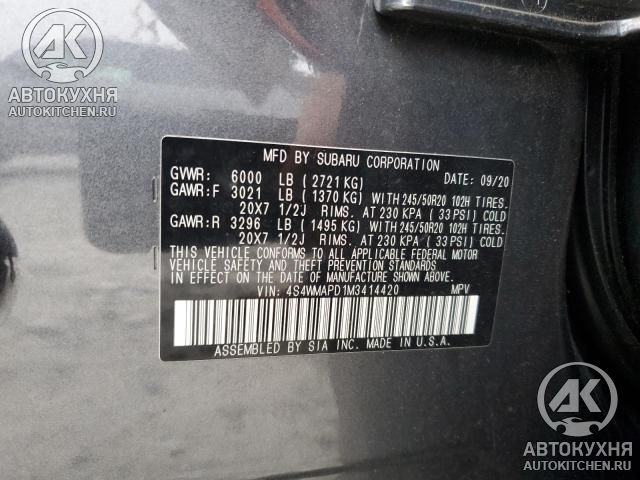 АК
АВТОКУХНЯ
AUTOKITCHEN.RU
MFD BY SUBARU CORPORATION DATE: 09/20
GVWR: 6000 LB ( 2721 KG)
GAWR:F 3021 LB ( 1370 KG) WITH 245/50R20 102H TIRES.
20X7 1/2J RIMS. AT 230 KPA ( 33 PSI) COLD
GAWR:R 3296 LB ( 1495 KG) WITH 245/50R20 102H TIRES.
20X7 1/2J RIMS. AT 230 KPA ( 33 PSI) COLD
THIS VEHICLE CONFORMS TO ALL APPLICABLE FEDERAL MOTOR
VEHICLE SAFETY AND THEFT PREVENTION STANDARDS
IN EFFECT ON THE DATE OF MANUFACTURE SHOWN ABOVE.
VIN: 4S4WMAPD1M3414420 MPV
ASSEMBLED BY SIA INC. MADE IN U.S.A.
АК
АВТОКУХНЯ
AUTOKITCHEN.RU